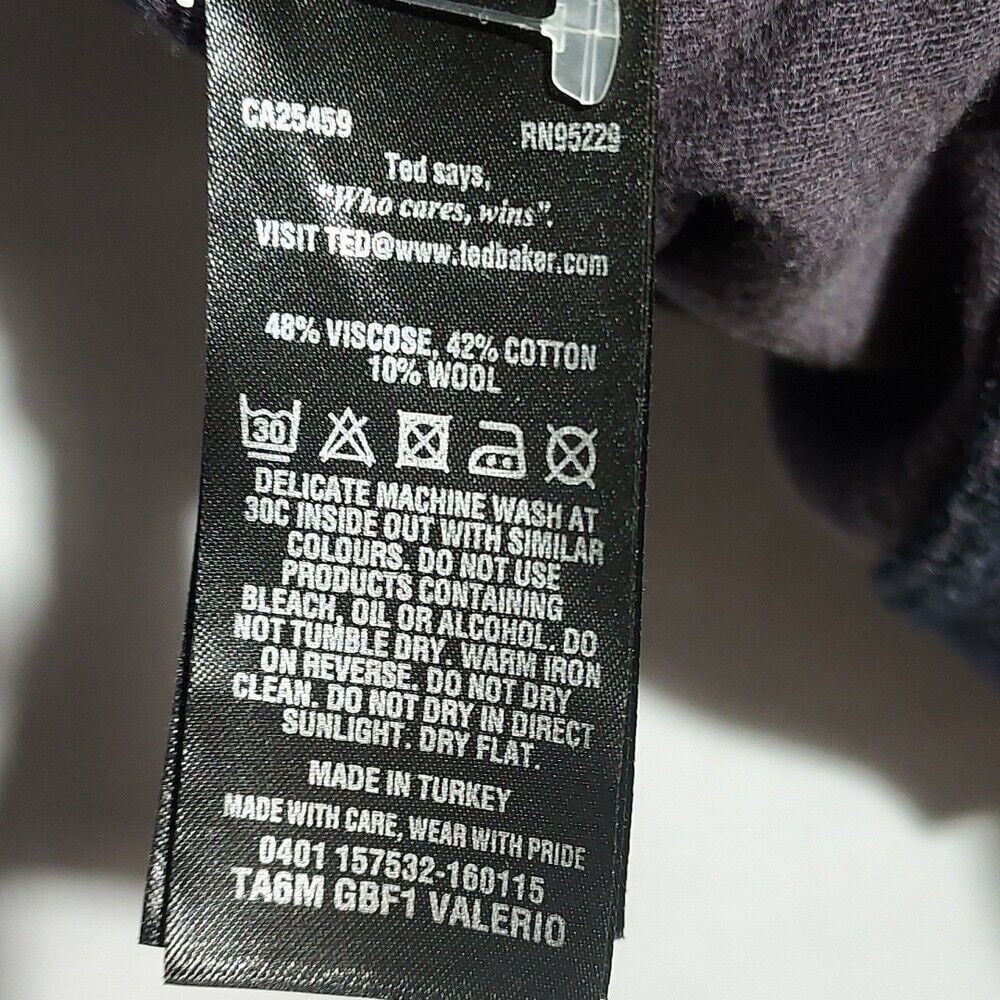 CA25459
RN95229
Ted says,
"Who cares, wins".
VISIT TED@www.tedbaker.com
48% VISCOSE, 42% COTTON
10% WOOL
30
DELICATE MACHINE WASH AT
30C INSIDE OUT WITH SIMILAR
COLOURS. DO NOT USE
PRODUCTS CONTAINING
BLEACH, OIL OR ALCOHOL. DO
NOT TUMBLE DRY. WARM IRON
ON REVERSE. DO NOT DRY
CLEAN. DO NOT DRY IN DIRECT
SUNLIGHT. DRY FLAT.
MADE IN TURKEY
MADE WITH CARE, WEAR WITH PRIDE
0401 157532-160115
TA6M GBF1 VALERIO